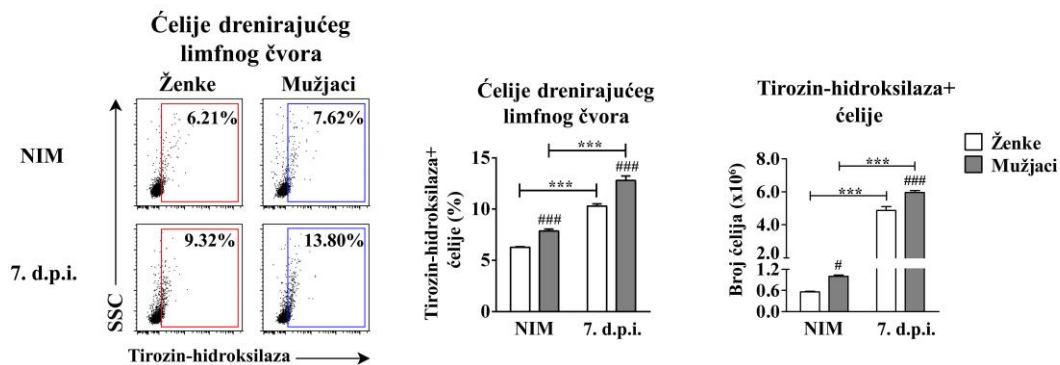 Ćelije drenirajućeg
limfnog čvora
Ženke
Mužjaci
NIM
6.21%
7.62%
7. d.p.i.
9.32%
13.80%
SSC
Tirozin-hidroksilaza
Ćelije drenirajućeg
limfnog čvora
Tirozin-hidroksilaza+
ćelije (%)
15
10
5
0
***
***
###
###
NIM
7. d.p.i.
Tirozin-hidroksilaza+
ćelije
Broj ćelija (x10⁶)
8.0
6.0
4.0
2.0
1.2
0.6
0.0
***
***
###
#
NIM
7. d.p.i.
Ženke
Mužjaci